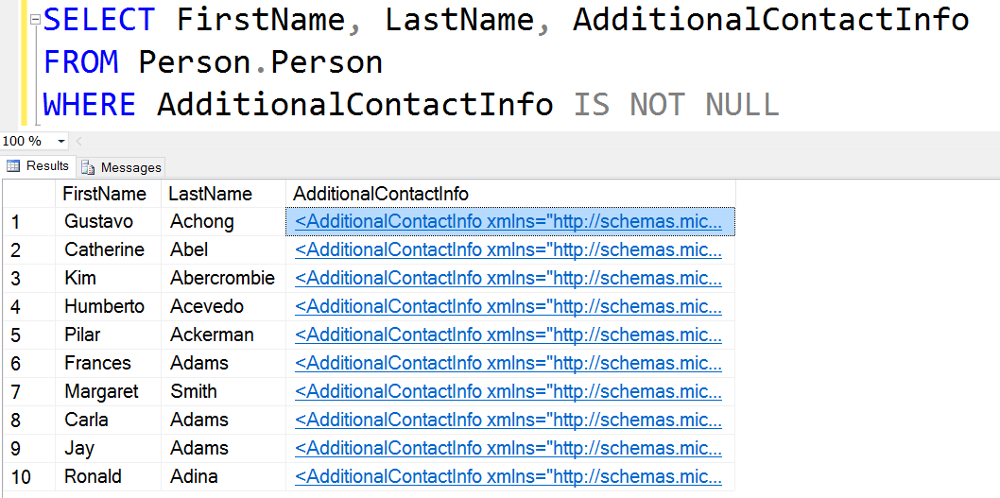 SELECT FirstName, LastName, AdditionalContactInfo
FROM Person.Person
WHERE AdditionalContactInfo IS NOT NULL
100 %
Results Messages
FirstName LastName AdditionalContactInfo
1 Gustavo Achong <AdditionalContactInfo xmlns="http://schemas.mic...
2 Catherine Abel <AdditionalContactInfo xmlns="http://schemas.mic...
3 Kim Abercrombie <AdditionalContactInfo xmlns="http://schemas.mic...
4 Humberto Acevedo <AdditionalContactInfo xmlns="http://schemas.mic...
5 Pilar Ackerman <AdditionalContactInfo xmlns="http://schemas.mic...
6 Frances Adams <AdditionalContactInfo xmlns="http://schemas.mic...
7 Margaret Smith <AdditionalContactInfo xmlns="http://schemas.mic...
8 Carla Adams <AdditionalContactInfo xmlns="http://schemas.mic...
9 Jay Adams <AdditionalContactInfo xmlns="http://schemas.mic...
10 Ronald Adina <AdditionalContactInfo xmlns="http://schemas.mic...